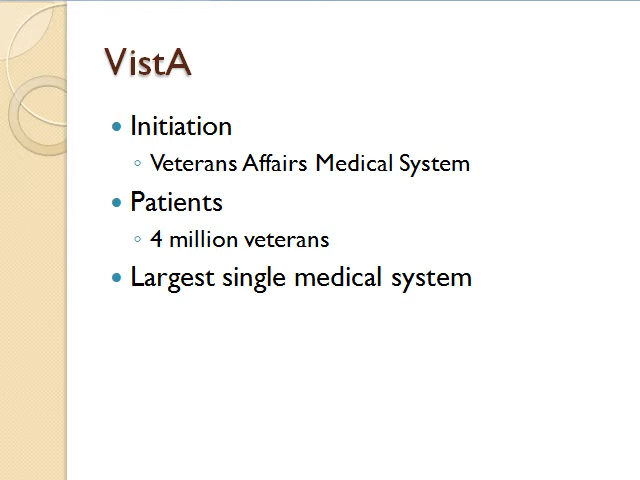 VistA
Initiation
Veterans Affairs Medical System
Patients
4 million veterans
Largest single medical system